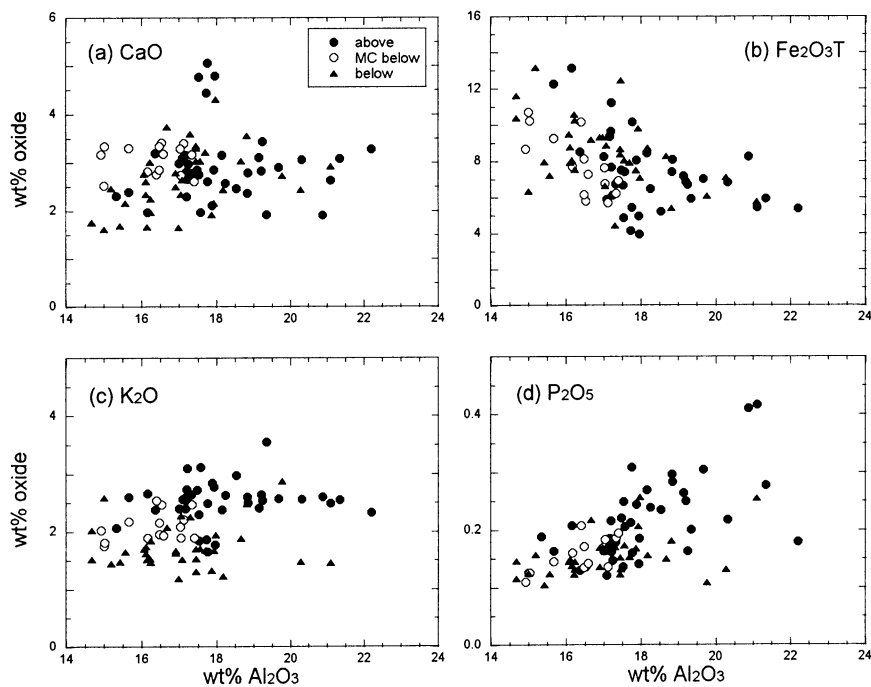 (a) CaO
above
MC below
below
wt% oxide
6
4
2
0
14 16 18 20 22 24
(b) Fe2O3T
16
12
8
4
0
14 16 18 20 22 24
(c) K2O
wt% oxide
4
2
0
14 16 18 20 22 24
wt% Al2O3
(d) P2O5
0.4
0.2
0.0
14 16 18 20 22 24
wt% Al2O3